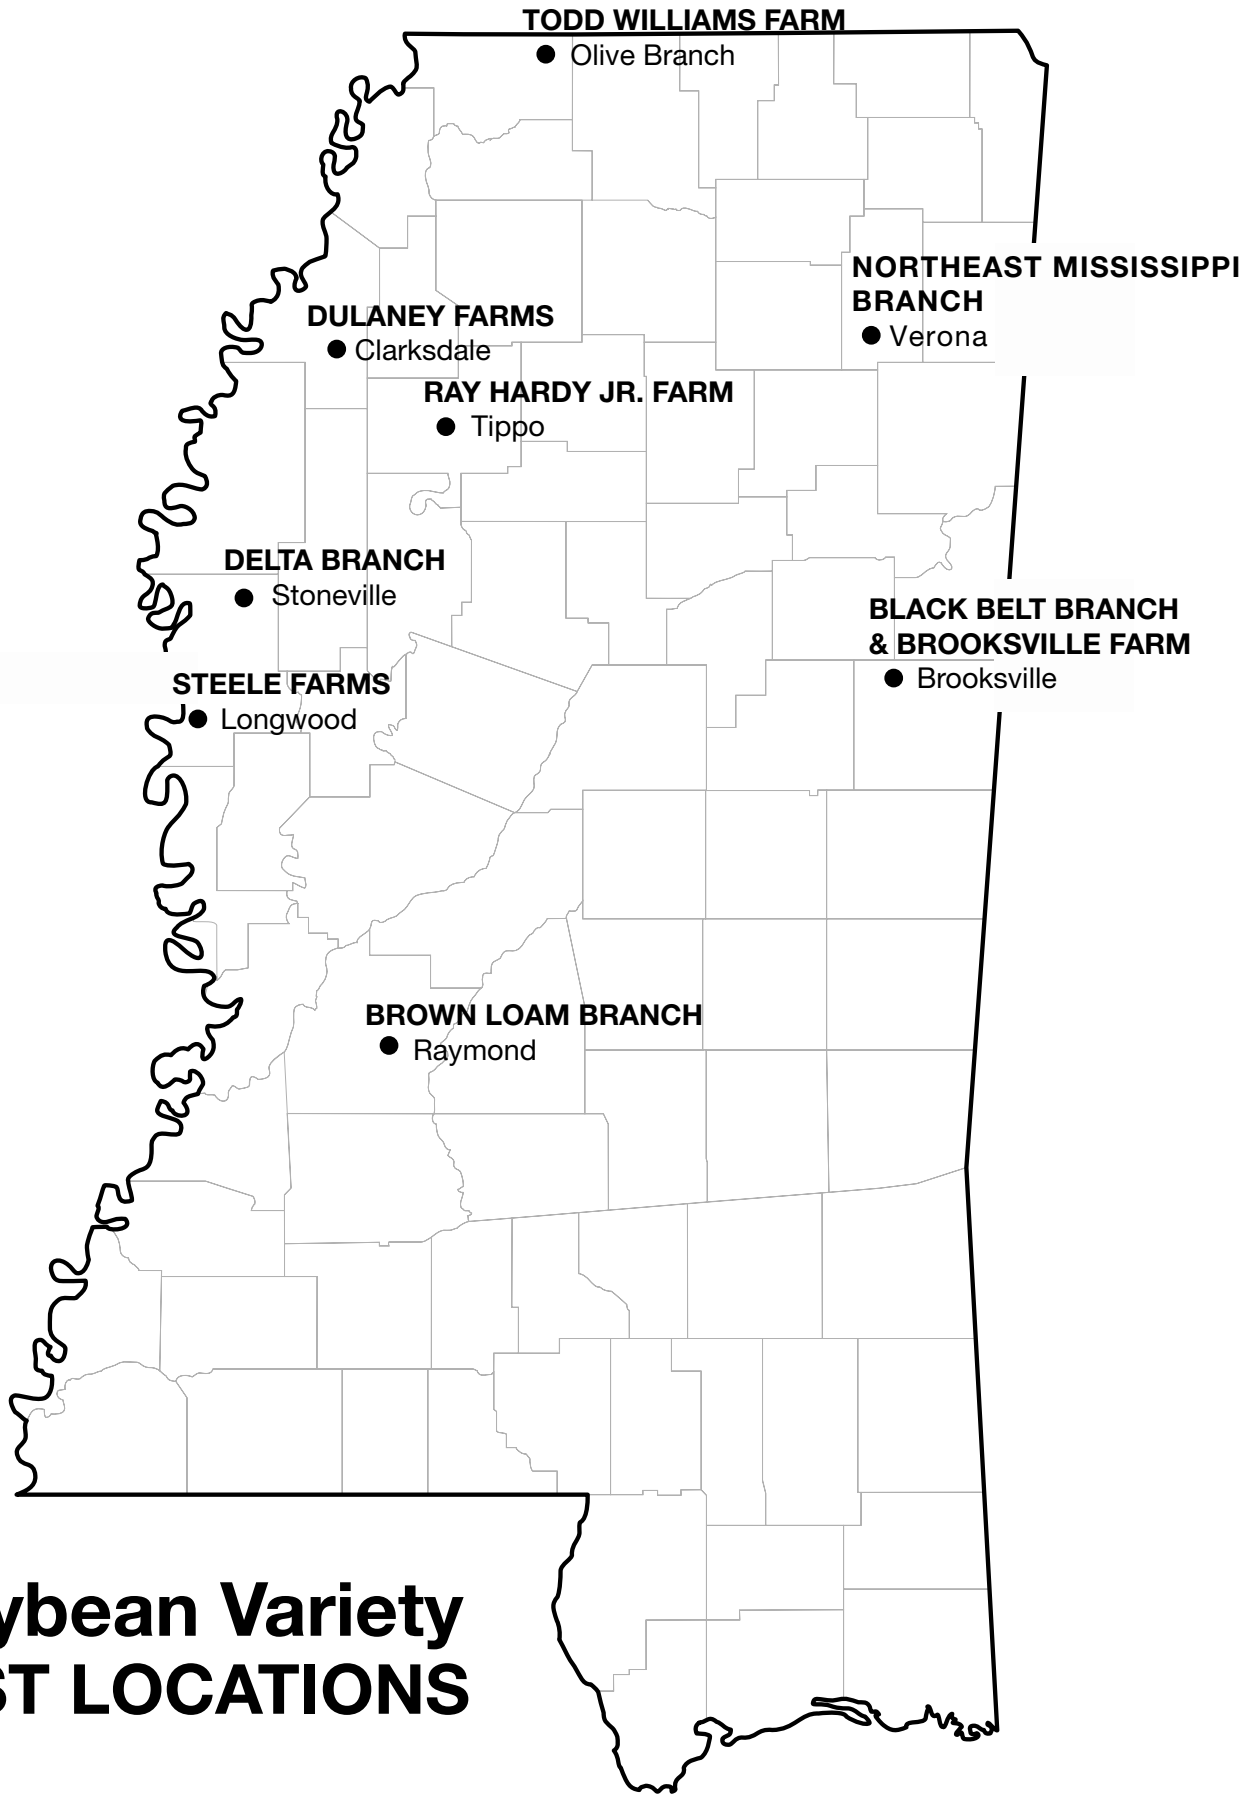 TODD WILLIAMS FARM
Olive Branch
NORTHEAST MISSISSIPPI
BRANCH
Verona
DULANEY FARMS
Clarksdale
RAY HARDY JR. FARM
Tippo
DELTA BRANCH
Stoneville
BLACK BELT BRANCH
& BROOKSVILLE FARM
Brooksville
STEELE FARMS
Longwood
BROWN LOAM BRANCH
Raymond
ybean Variety
ST LOCATIONS